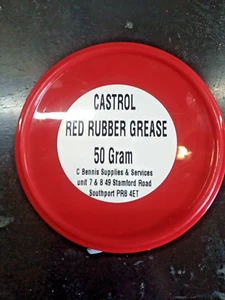 CASTROL
RED RUBBER GREASE
50 Gram
C Bennis Supplies & Services
unit 7 & 8 49 Stamford Road
Southport PR8 4ET